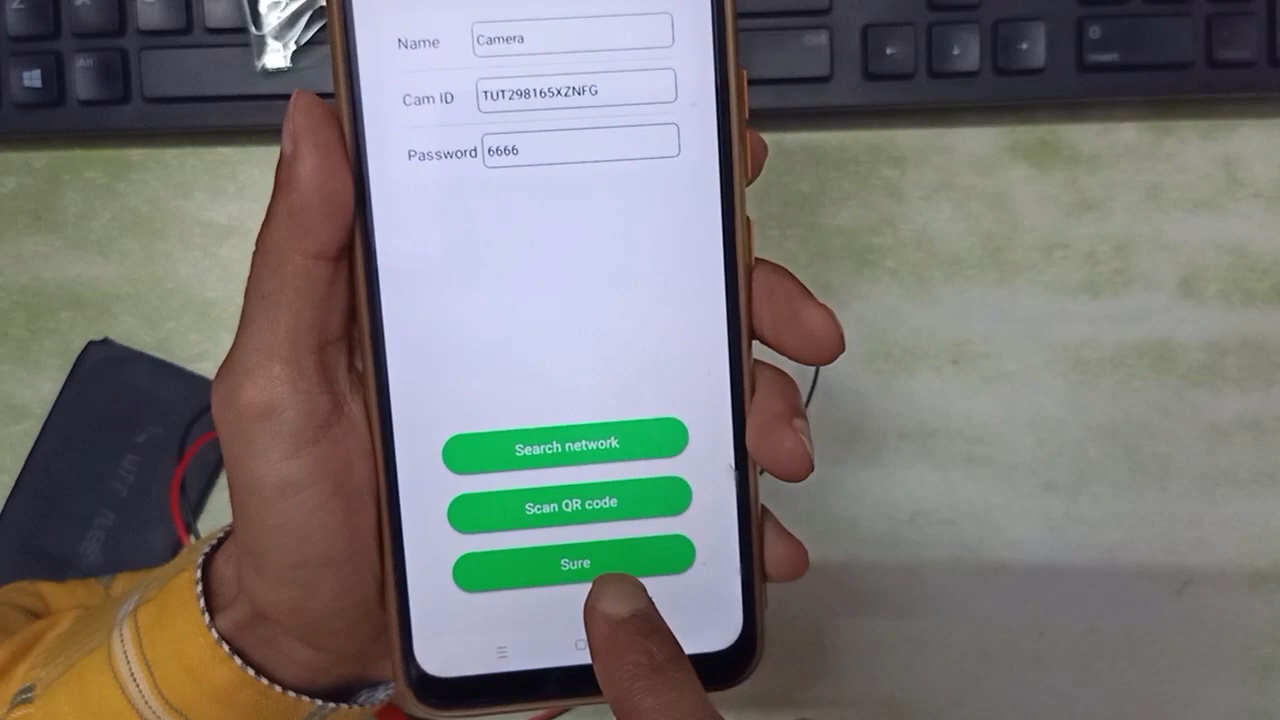 Name Camera
Cam ID TUT298165XZNFG
Password 6666
Search network
Scan QR code
Sure